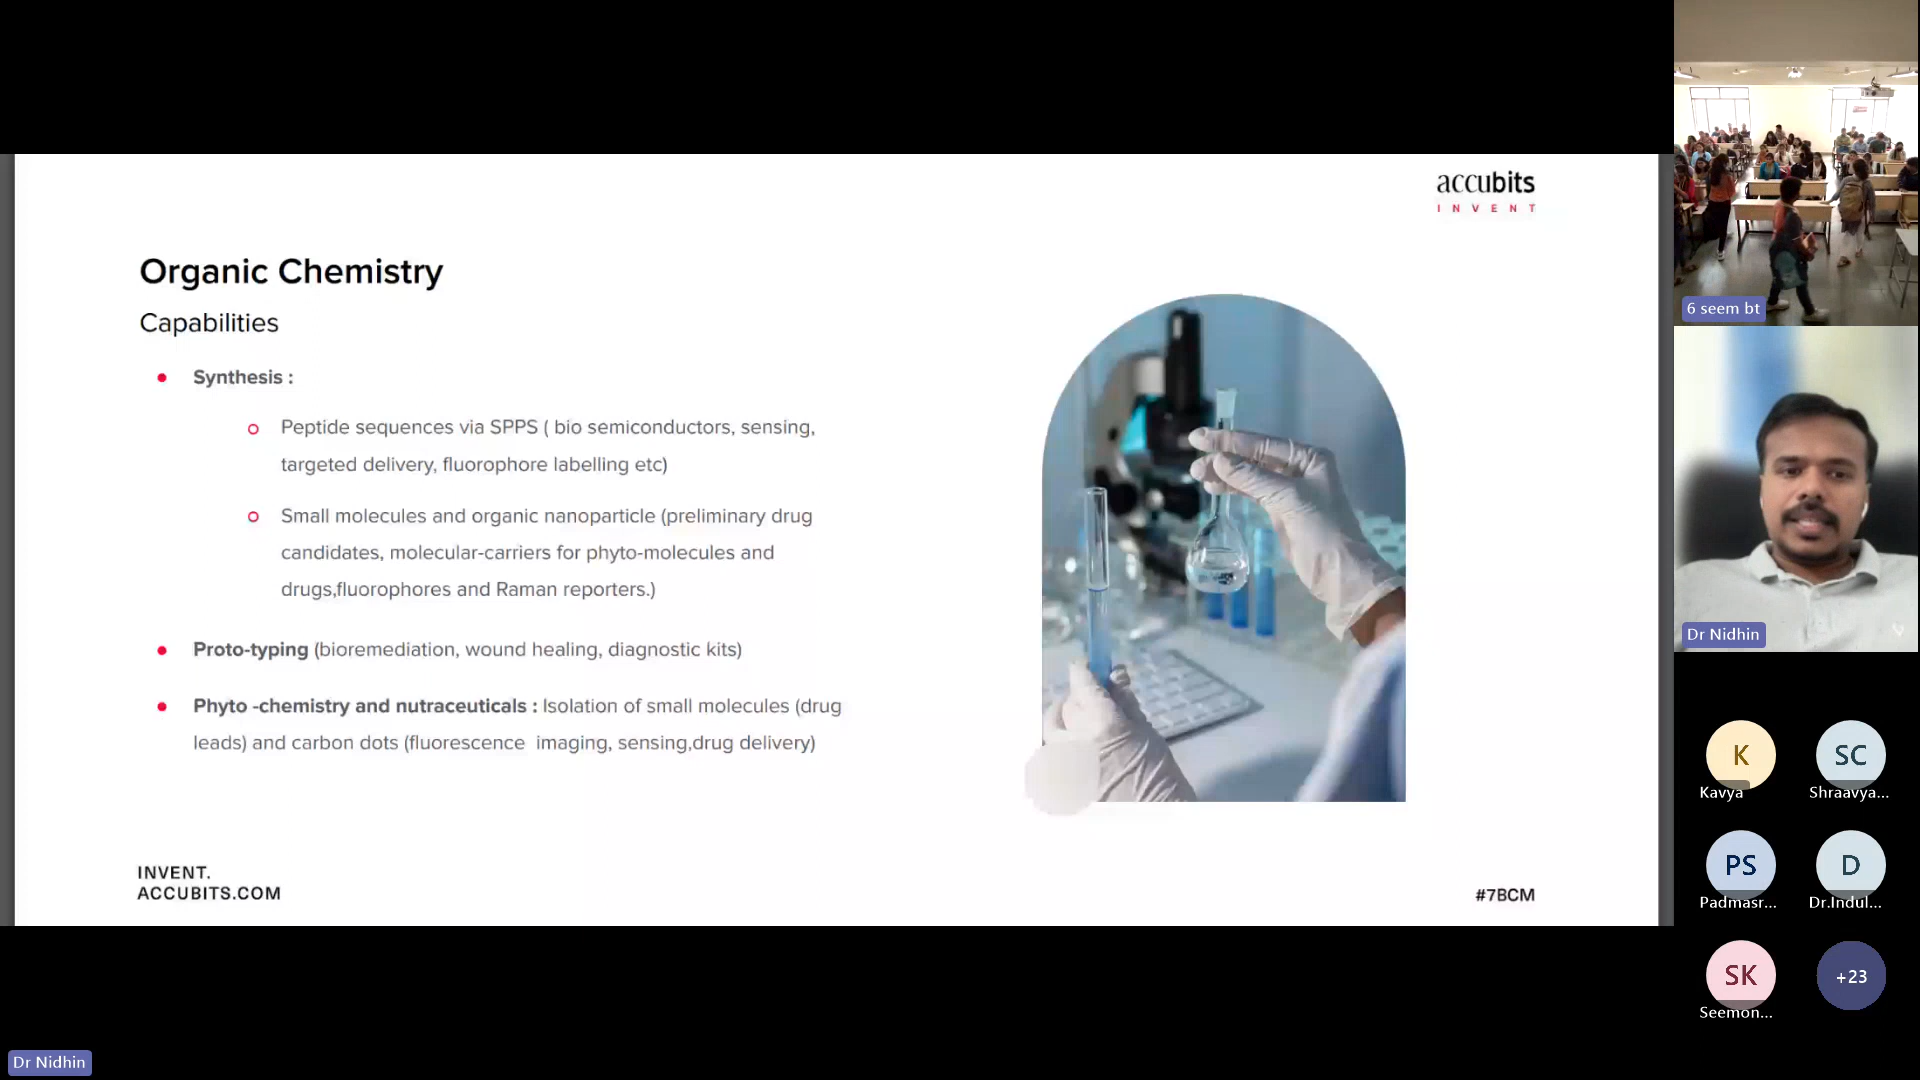 accubits
INVENT
Organic Chemistry
Capabilities
Synthesis :
Peptide sequences via SPPS ( bio semiconductors, sensing,
targeted delivery, fluorophore labelling etc)
Small molecules and organic nanoparticle (preliminary drug
candidates, molecular-carriers for phyto-molecules and
drugs,fluorophores and Raman reporters.)
Proto-typing (bioremediation, wound healing, diagnostic kits)
Phyto -chemistry and nutraceuticals : Isolation of small molecules (drug
leads) and carbon dots (fluorescence imaging, sensing,drug delivery)
INVENT.
ACCUBITS.COM
#7BCM
6 seem bt
Dr Nidhin
K
Kavya
SC
Shraavya...
PS
Padmasr...
D
Dr.Indul...
SK
Seemon...
+23
Dr Nidhin